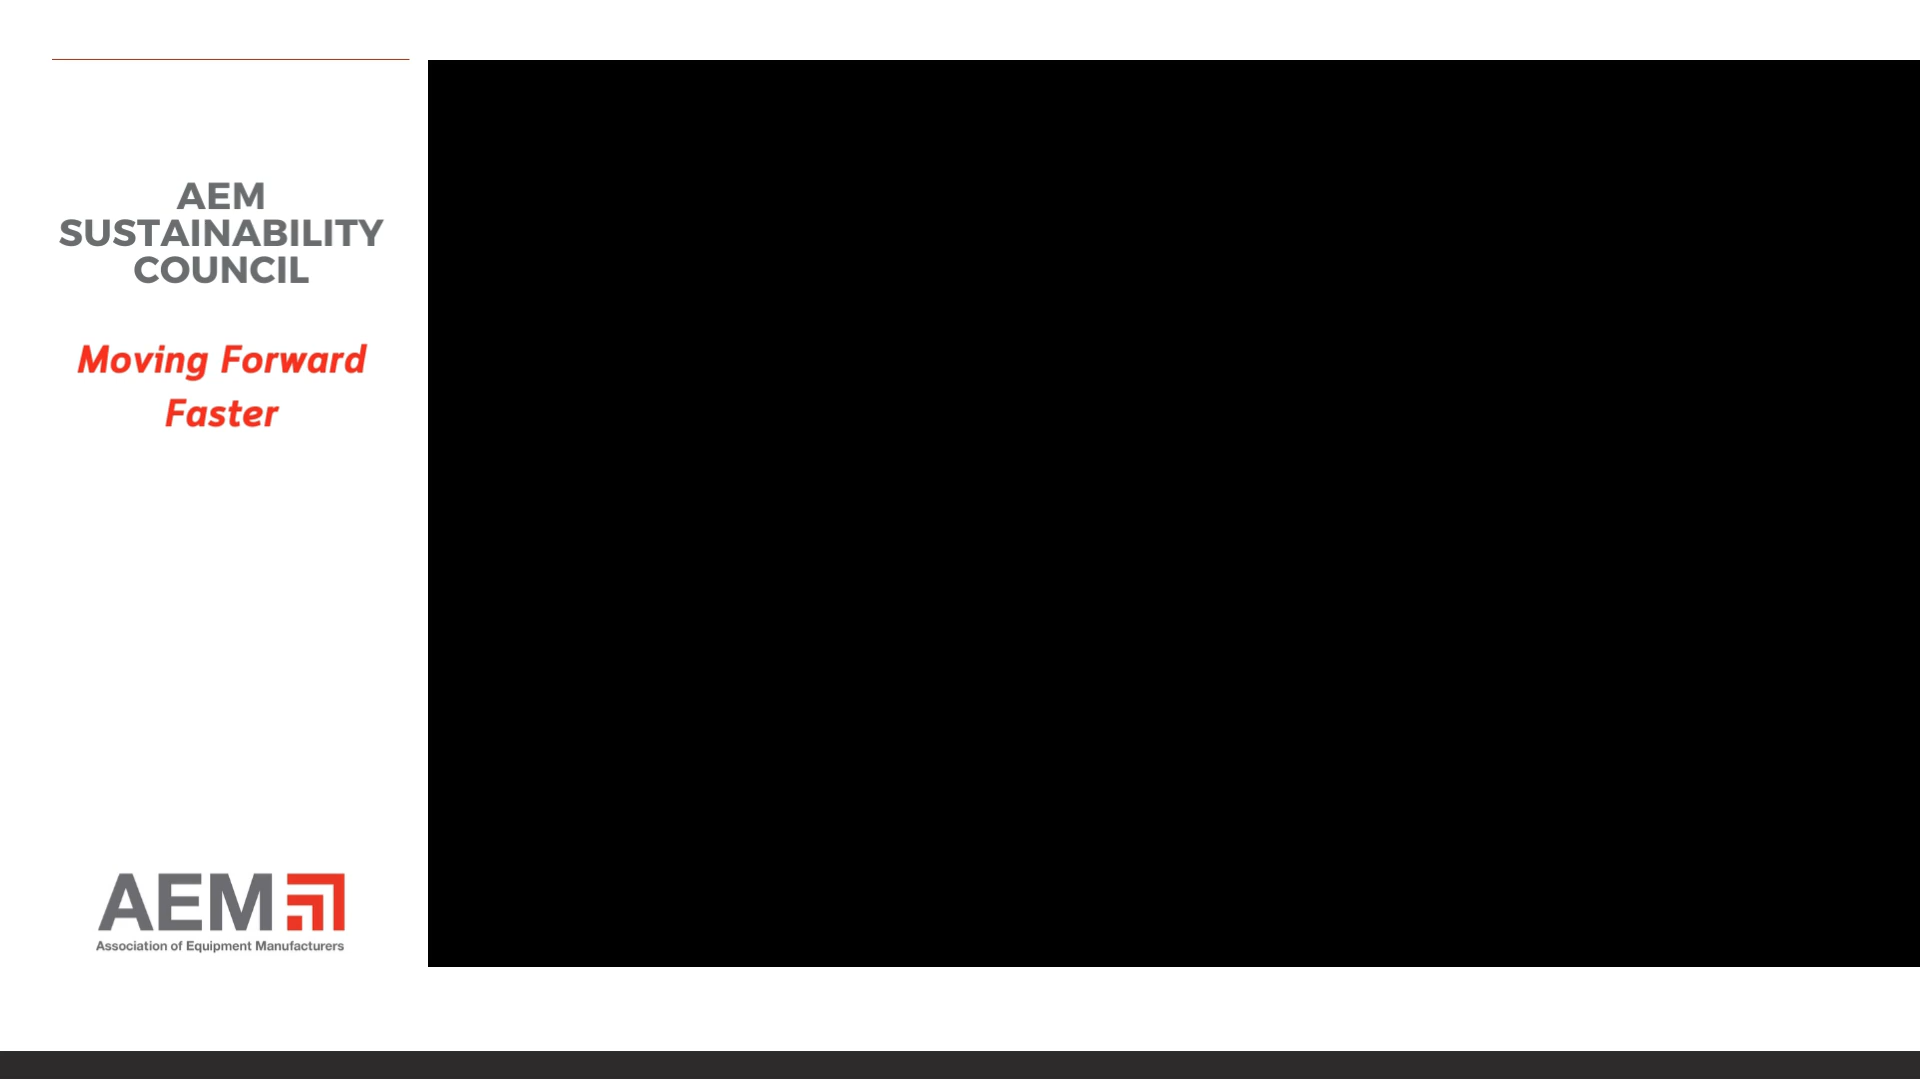 AEM
SUSTAINABILITY
COUNCIL
Moving Forward
Faster
AEM
Association of Equipment Manufacturers